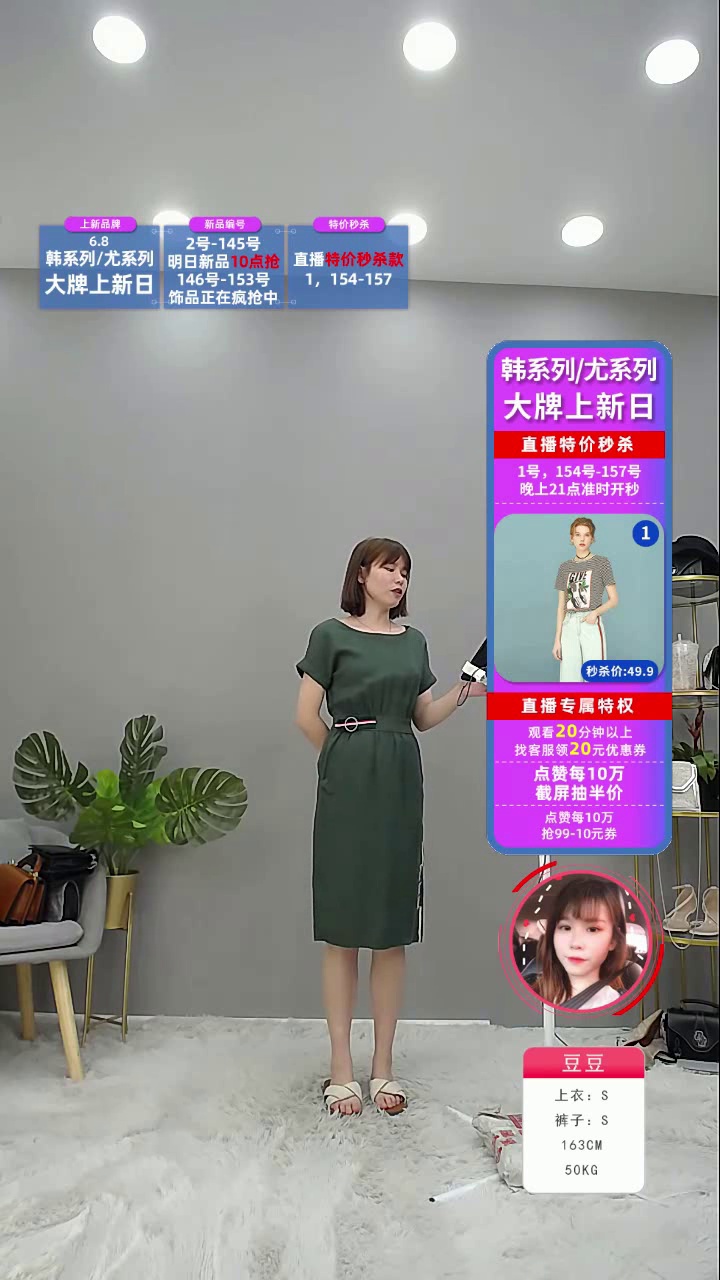 上新品牌
6.8
韩系列/尤系列
大牌上新日
新品编号
2号-145号
明日新品10点抢
146号-153号
饰品正在疯抢中
特价秒杀
直播特价秒杀款
1，154-157
韩系列/尤系列
大牌上新日
直播特价秒杀
1号，154号-157号
晚上21点准时开秒
1
GIVE
秒杀价:49.9
直播专属特权
观看20分钟以上
找客服领20元优惠券
点赞每10万
截屏抽半价
点赞每10万
抢99-10元券
豆豆
上衣：S
裤子：S
163CM
50KG